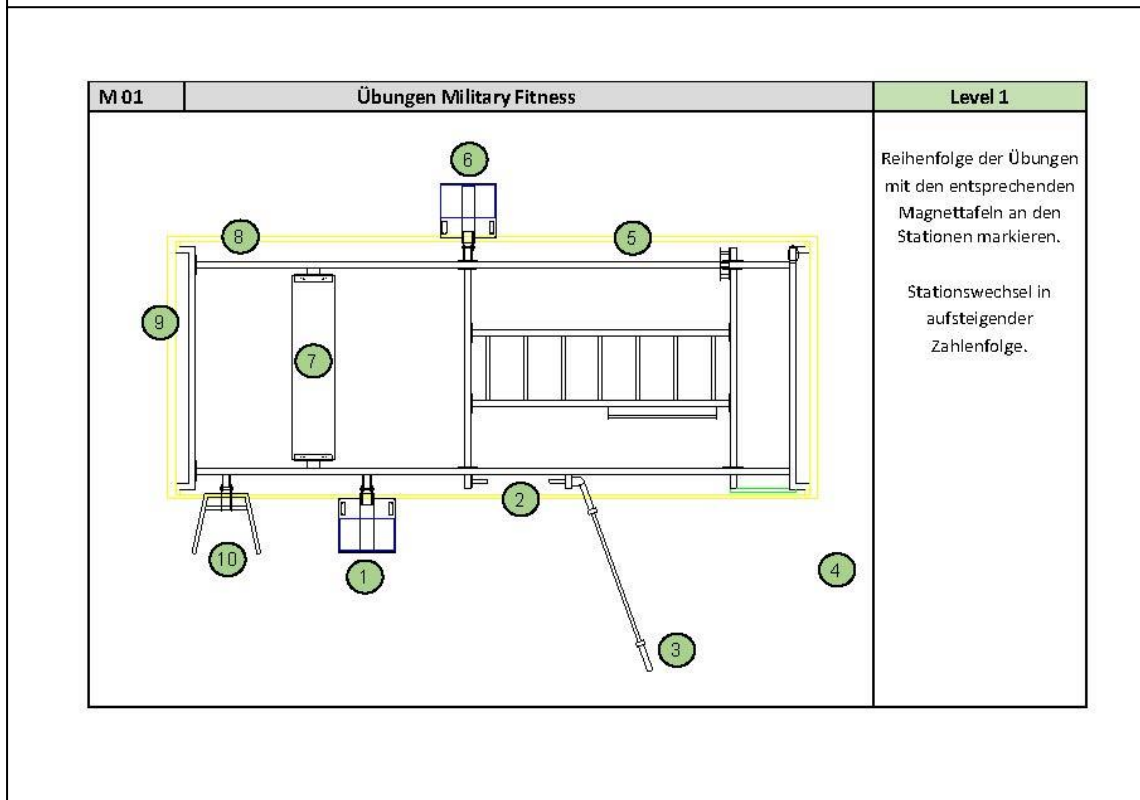 M 01
Übungen Military Fitness
Level 1
Reihenfolge der Übungen
mit den entsprechenden
Magnettafeln an den
Stationen markieren.
Stationswechsel in
aufsteigender
Zahlenfolge.
6
8
5
9
7
2
10
1
4
3